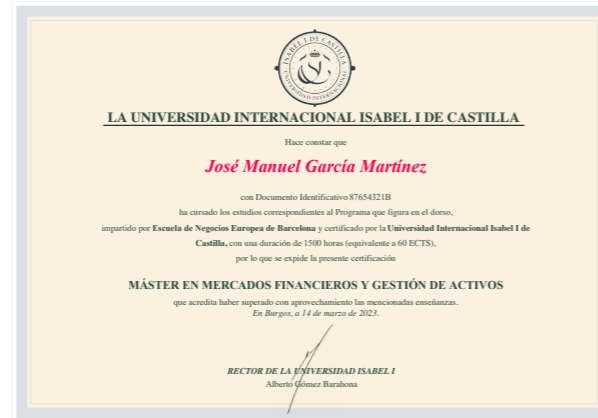 ISABEL I DE CASTILLA
UNIVERSIDAD INTERNACIONAL
LA UNIVERSIDAD INTERNACIONAL ISABEL I DE CASTILLA
Hace constar que
José Manuel García Martínez
con Documento Identificativo 87654321B
ha cursado los estudios correspondientes al Programa que figura en el dorso,
impartido por Escuela de Negocios Europea de Barcelona y certificado por la Universidad Internacional Isabel I de
Castilla, con una duración de 1500 horas (equivalente a 60 ECTS),
por lo que se expide la presente certificación
MÁSTER EN MERCADOS FINANCIEROS Y GESTIÓN DE ACTIVOS
que acredita haber superado con aprovechamiento las mencionadas enseñanzas.
En Burgos, a 14 de marzo de 2023.
RECTOR DE LA UNIVERSIDAD ISABEL I
Alberto Gómez Barahona